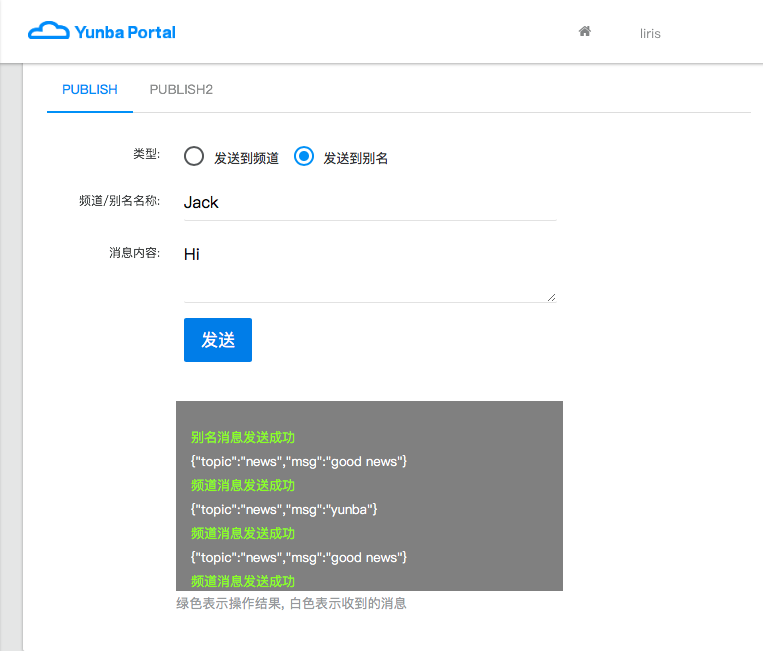 Yunba Portal
liris
PUBLISH PUBLISH2
类型: 发送到频道 发送到别名
频道/别名名称: Jack
消息内容: Hi
发送
别名消息发送成功
{"topic":"news","msg":"good news"}
频道消息发送成功
{"topic":"news","msg":"yunba"}
频道消息发送成功
{"topic":"news","msg":"good news"}
频道消息发送成功
绿色表示操作结果, 白色表示收到的消息